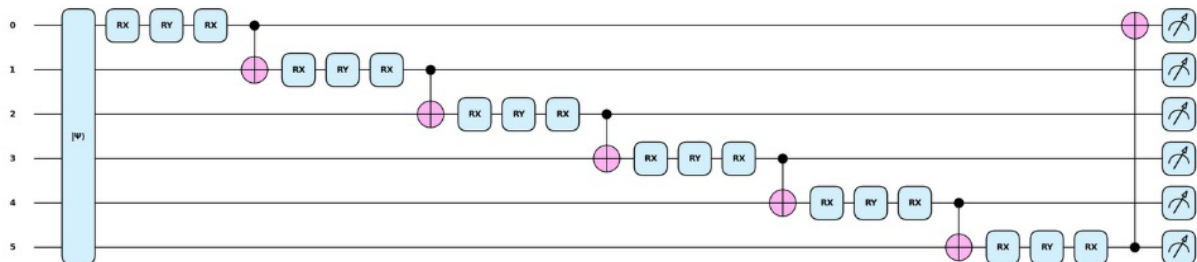 0 RX RY RX
1 RX RY RX
2 RX RY RX
|Ψ⟩
3 RX RY RX
4 RX RY RX
5 RX RY RX